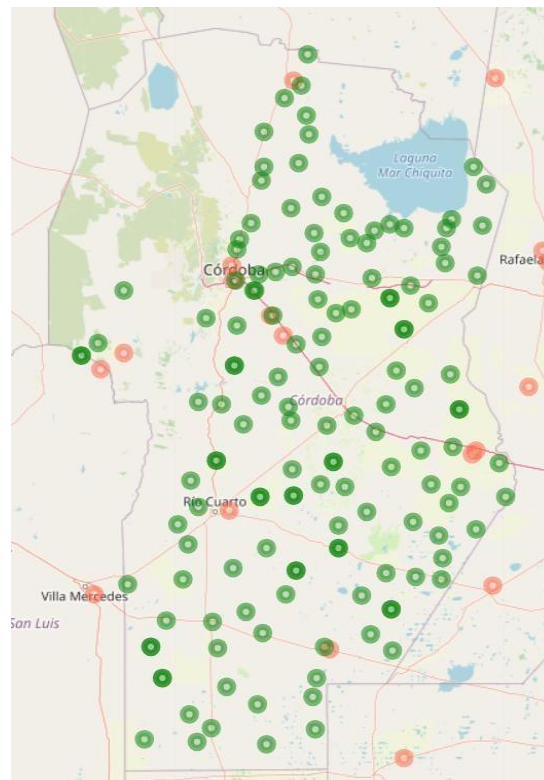 Laguna
Mar Chiquita
Córdoba
Rafaela
Córdoba
Río Cuarto
Villa Mercedes
San Luis